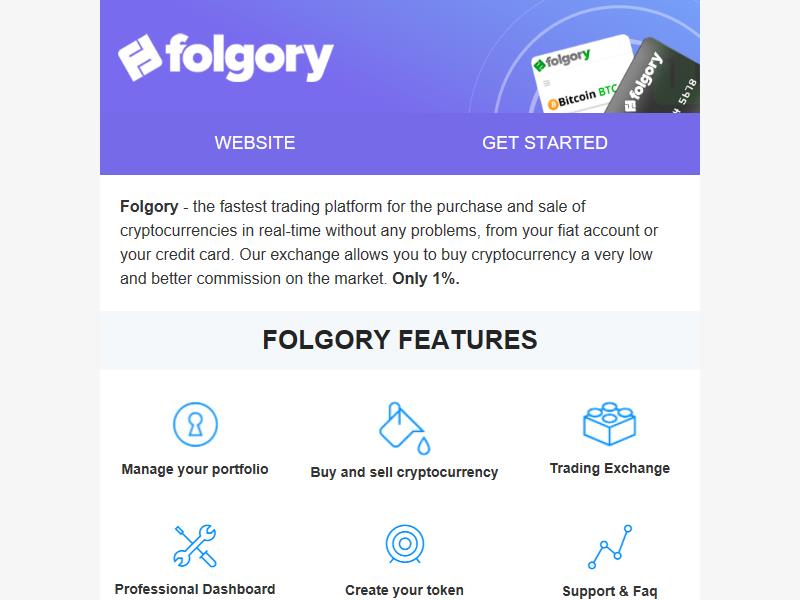 folgory
folgory
Bitcoin BTC
folgory
5678
WEBSITE
GET STARTED
Folgory - the fastest trading platform for the purchase and sale of
cryptocurrencies in real-time without any problems, from your fiat account or
your credit card. Our exchange allows you to buy cryptocurrency a very low
and better commission on the market. Only 1%.
FOLGORY FEATURES
Manage your portfolio
Buy and sell cryptocurrency
Trading Exchange
Professional Dashboard
Create your token
Support & Faq